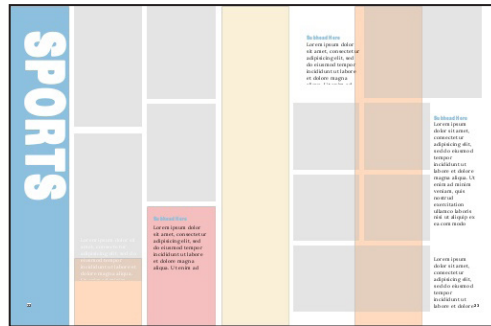 SPORTS
Subhead Here
Lorem ipsum dolor
sit amet, consectetur
adipisicing elit, sed
do eiusmod tempor
incididunt ut labore
et dolore magna
aliqua. Ut enim ad
Subhead Here
Lorem ipsum dolor
sit amet, consectetur
adipisicing elit, sed
do eiusmod tempor
incididunt ut labore
et dolore magna
Subhead Here
Lorem ipsum
dolor sit amet,
consectetur
adipisicing elit,
sed do eiusmod
tempor
incididunt ut
labore et dolore
magna aliqua. Ut
enim ad minim
veniam, quis
nostrud
exercitation
ullamco laboris
nisi ut aliquip ex
ea com modo
Lorem ipsum
dolor sit amet,
consectetur
adipisicing elit,
sed do eiusmod
tempor
incididunt ut
labore et dolore
22
23